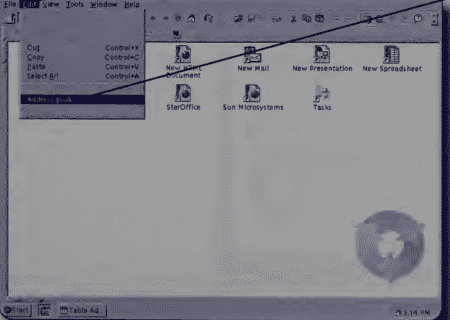 File Edit View Tools Window Help
Cut Control+X
Copy Control+C
Paste Control+V
Select All Control+A
Address Book
New HTML Document
New Mail
New Presentation
New Spreadsheet
StarOffice
Sun Microsystems
Tasks
Start
Table Ad
3:14 PM